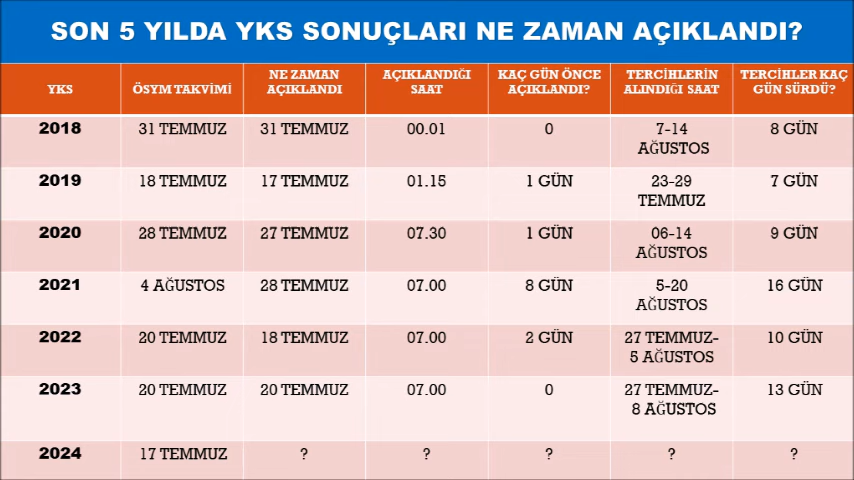 SON 5 YILDA YKS SONUÇLARI NE ZAMAN AÇIKLANDI?
YKS
ÖSYM TAKVİMİ
NE ZAMAN
AÇIKLANDI
AÇIKLANDIĞI
SAAT
KAÇ GÜN ÖNCE
AÇIKLANDI?
TERCİHLERİN
ALINDIĞI SAAT
TERCİHLER KAÇ
GÜN SÜRDÜ?
2018
31 TEMMUZ
31 TEMMUZ
00.01
0
7-14
AĞUSTOS
8 GÜN
2019
18 TEMMUZ
17 TEMMUZ
01.15
1 GÜN
23-29
TEMMUZ
7 GÜN
2020
28 TEMMUZ
27 TEMMUZ
07.30
1 GÜN
06-14
AĞUSTOS
9 GÜN
2021
4 AĞUSTOS
28 TEMMUZ
07.00
8 GÜN
5-20
AĞUSTOS
16 GÜN
2022
20 TEMMUZ
18 TEMMUZ
07.00
2 GÜN
27 TEMMUZ-
5 AĞUSTOS
10 GÜN
2023
20 TEMMUZ
20 TEMMUZ
07.00
0
27 TEMMUZ-
8 AĞUSTOS
13 GÜN
2024
17 TEMMUZ
?
?
?
?
?